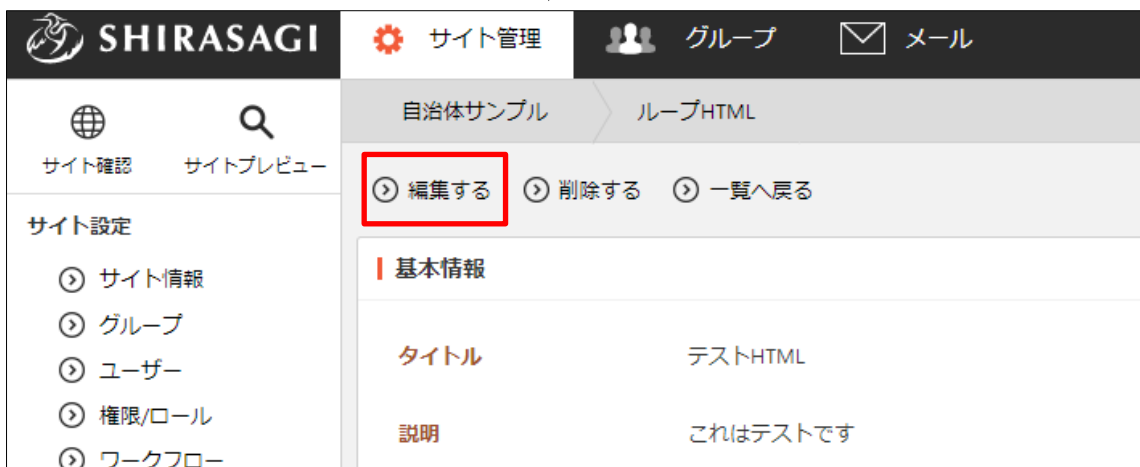 SHIRASAGI サイト管理 グループ メール
自治体サンプル ループHTML
サイト確認 サイトプレビュー
編集する 削除する 一覧へ戻る
サイト設定
基本情報
サイト情報
グループ
ユーザー
権限/ロール
ワークフロー
タイトル テストHTML
説明 これはテストです